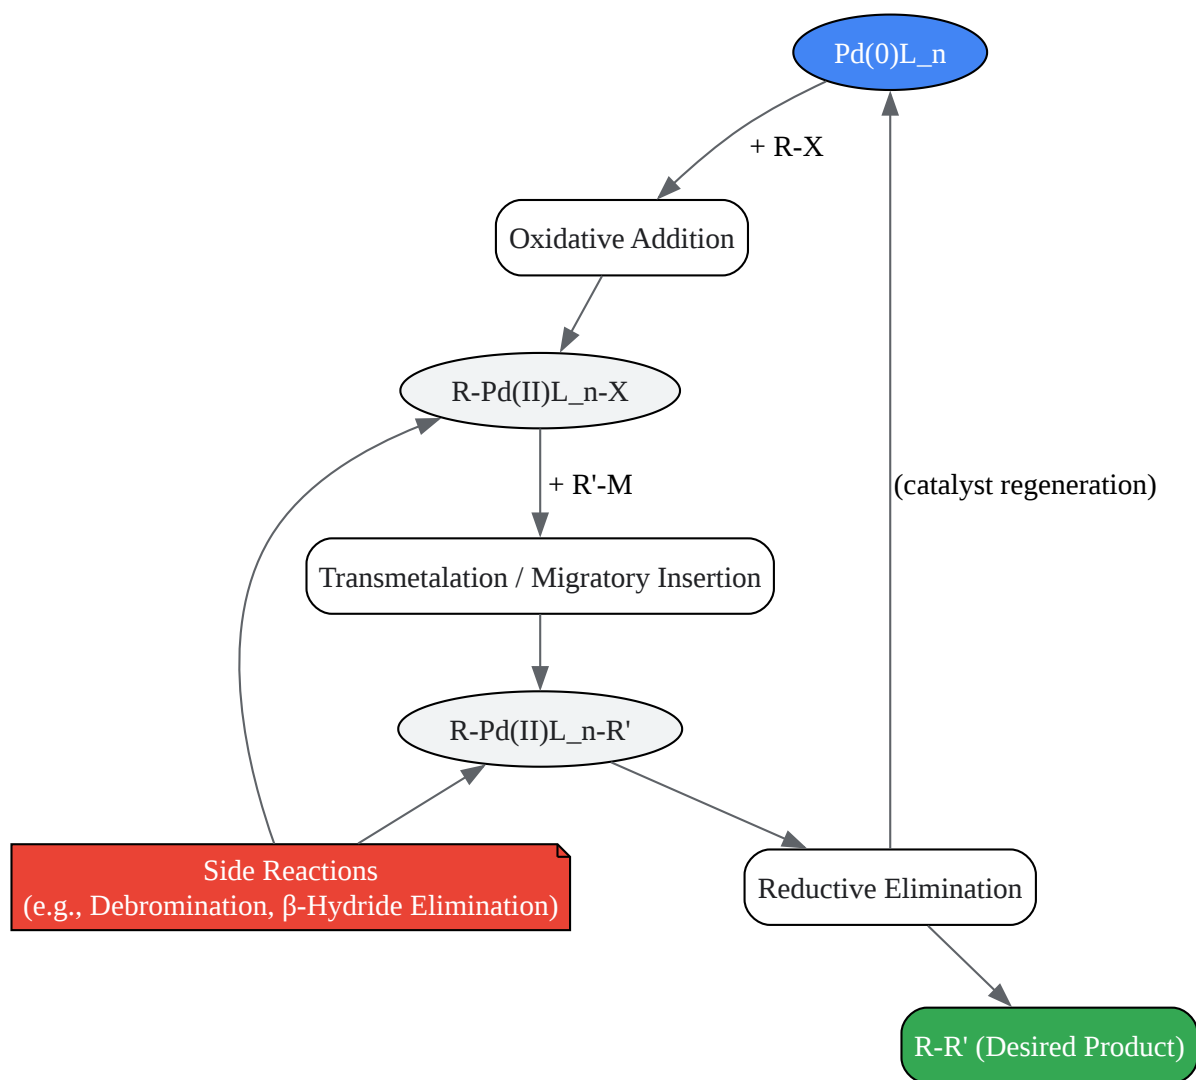 Pd(0)L_n
+ R-X
Oxidative Addition
R-Pd(II)L_n-X
+ R'-M
(catalyst regeneration)
Transmetalation / Migratory Insertion
R-Pd(II)L_n-R'
Side Reactions
(e.g., Debromination, β-Hydride Elimination)
Reductive Elimination
R-R' (Desired Product)